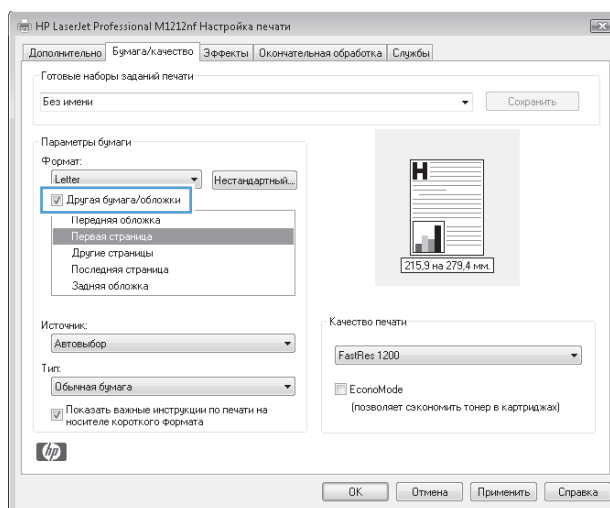 HP LaserJet Professional M1212nf Настройка печати
Дополнительно Бумага/качество Эффекты Окончательная обработка Службы
Готовые наборы заданий печати
Без имени
Сохранить
Параметры бумаги
Формат:
Letter
Нестандартный...
Другая бумага/обложки
Передняя обложка
Первая страница
Другие страницы
Последняя страница
Задняя обложка
Источник:
Автовыбор
Тип:
Обычная бумага
Показать важные инструкции по печати на
носителе короткого формата
H
215,9 на 279,4 мм.
Качество печати
FastRes 1200
EconoMode
(позволяет сэкономить тонер в картриджах)
hp
OK Отмена Применить Справка